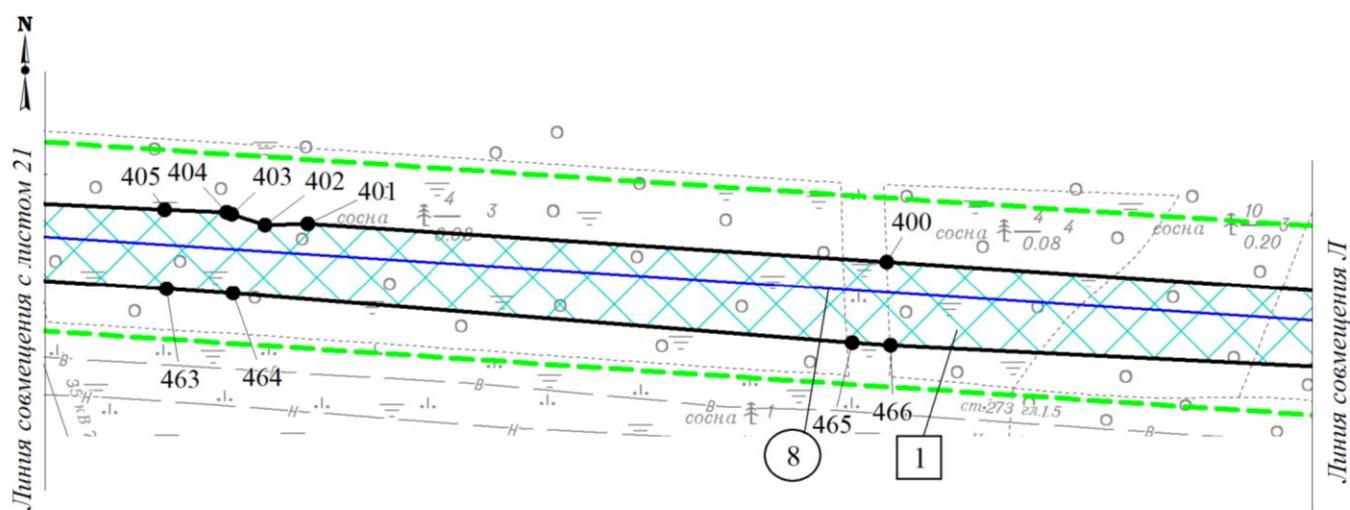 N
Линия совмещения с листом 21
405
404
403
402
401
сосна 4 3
0.08
400
сосна 4 4
0.08
сосна 10 3
0.20
463
464
35 кВ
В
В
В
В
Н
Н
Н
сосна 1
465
466
ст.273 гл.1.5
8
1
Линия совмещения Л